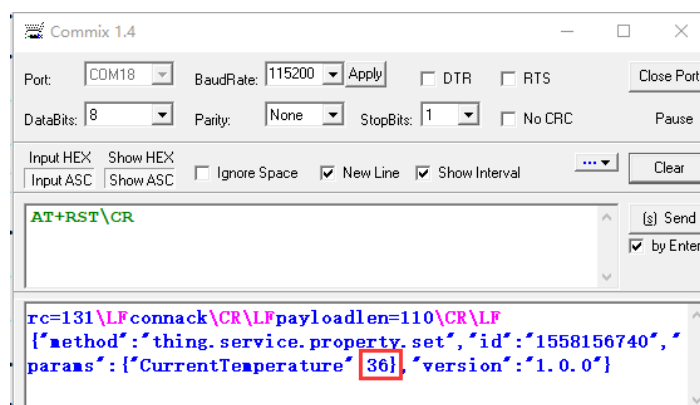 Commix 1.4
Port: COM18 BaudRate: 115200 Apply DTR RTS Close Port
DataBits: 8 Parity: None StopBits: 1 No CRC Pause
Input HEX Show HEX
Input ASC Show ASC Ignore Space New Line Show Interval ... Clear
AT+RST\CR
(s) Send
by Enter
rc=131\LFconnack\CR\LFpayloadlen=110\CR\LF
{"method":"thing.service.property.set","id":"1558156740","
params":{"CurrentTemperature" 36},"version":"1.0.0"}